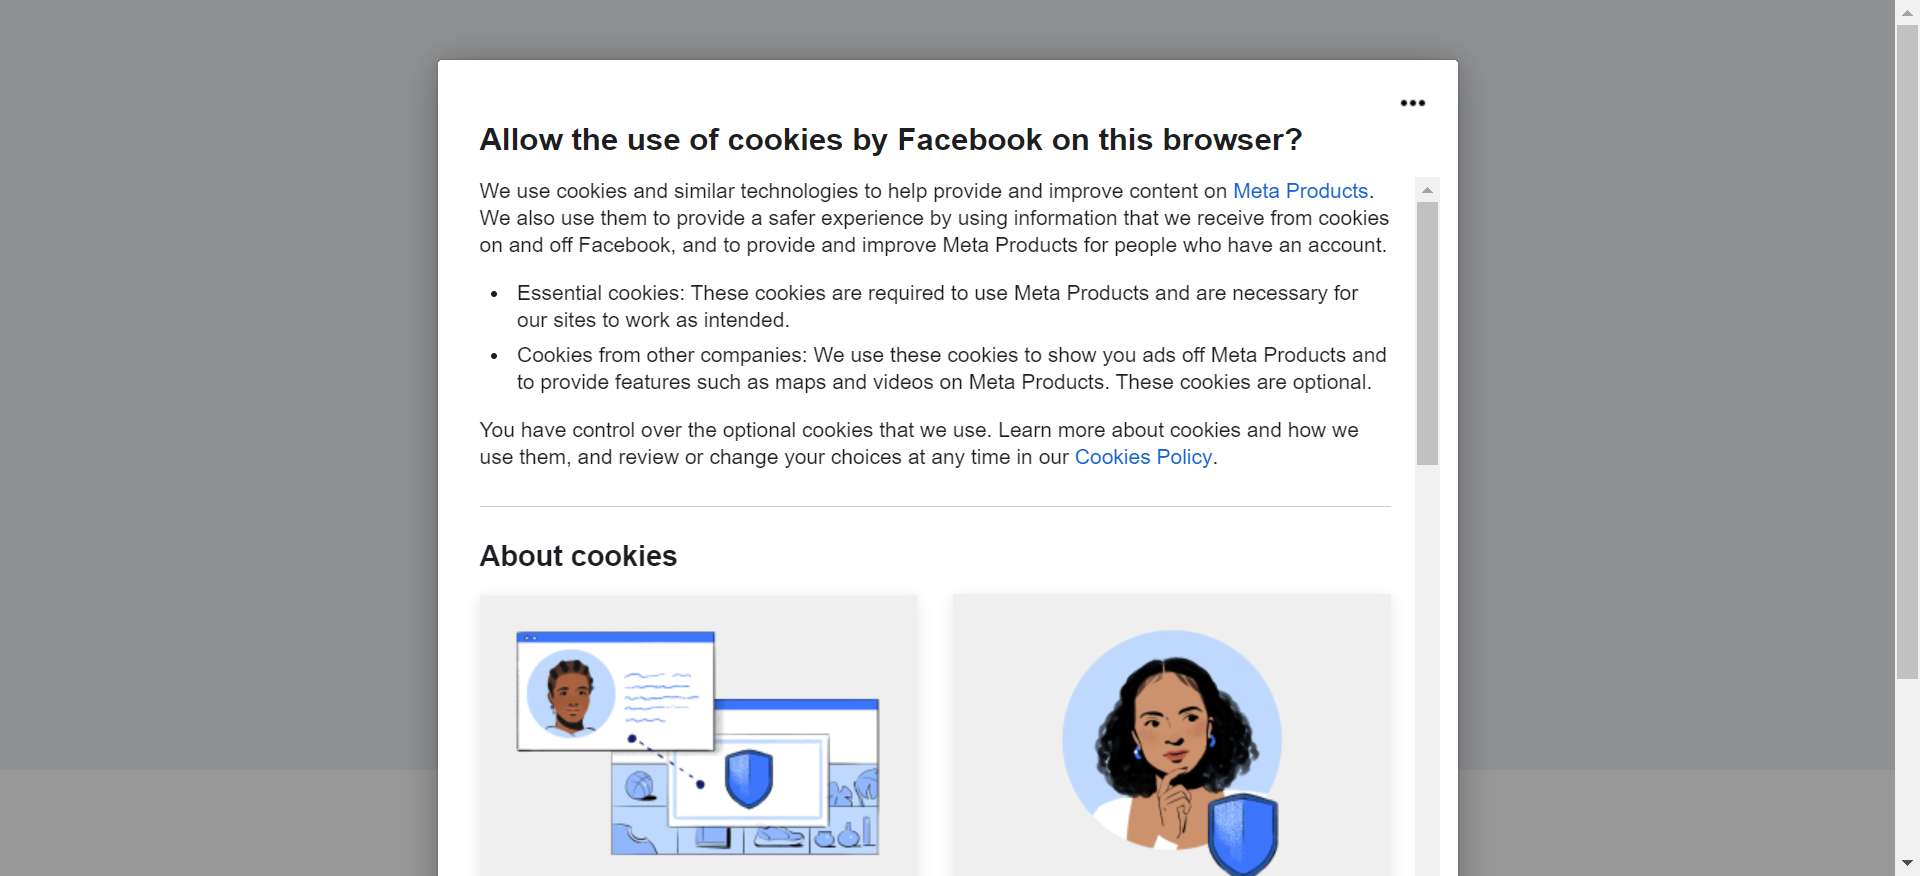 Allow the use of cookies by Facebook on this browser?
We use cookies and similar technologies to help provide and improve content on Meta Products.
We also use them to provide a safer experience by using information that we receive from cookies
on and off Facebook, and to provide and improve Meta Products for people who have an account.
• Essential cookies: These cookies are required to use Meta Products and are necessary for
our sites to work as intended.
• Cookies from other companies: We use these cookies to show you ads off Meta Products and
to provide features such as maps and videos on Meta Products. These cookies are optional.
You have control over the optional cookies that we use. Learn more about cookies and how we
use them, and review or change your choices at any time in our Cookies Policy.
About cookies